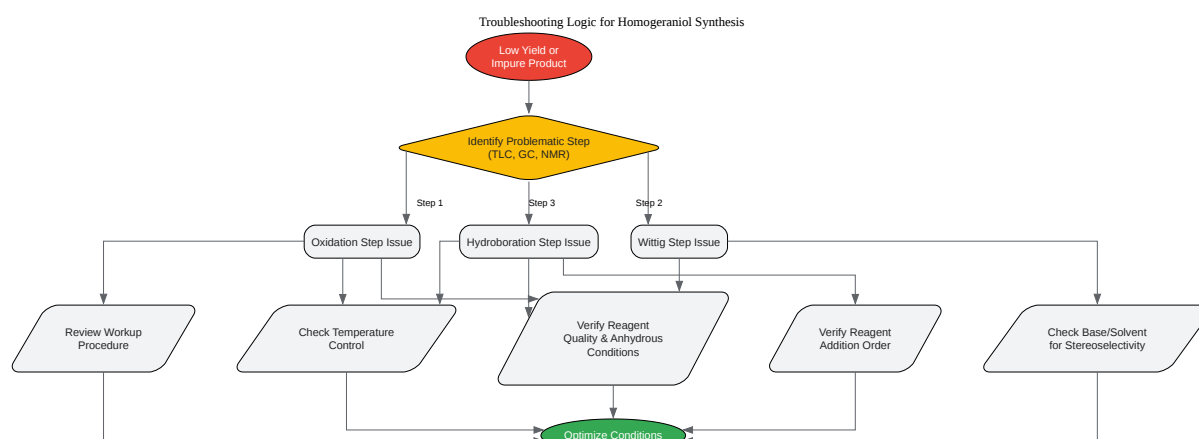 Troubleshooting Logic for Homogeraniol Synthesis
Low Yield or
Impure Product
Identify Problematic Step
(TLC, GC, NMR)
Step 1
Step 3
Step 2
Oxidation Step Issue
Hydroboration Step Issue
Wittig Step Issue
Review Workup
Procedure
Check Temperature
Control
Verify Reagent
Quality & Anhydrous
Conditions
Verify Reagent
Addition Order
Check Base/Solvent
for Stereoselectivity
Optimize Conditions